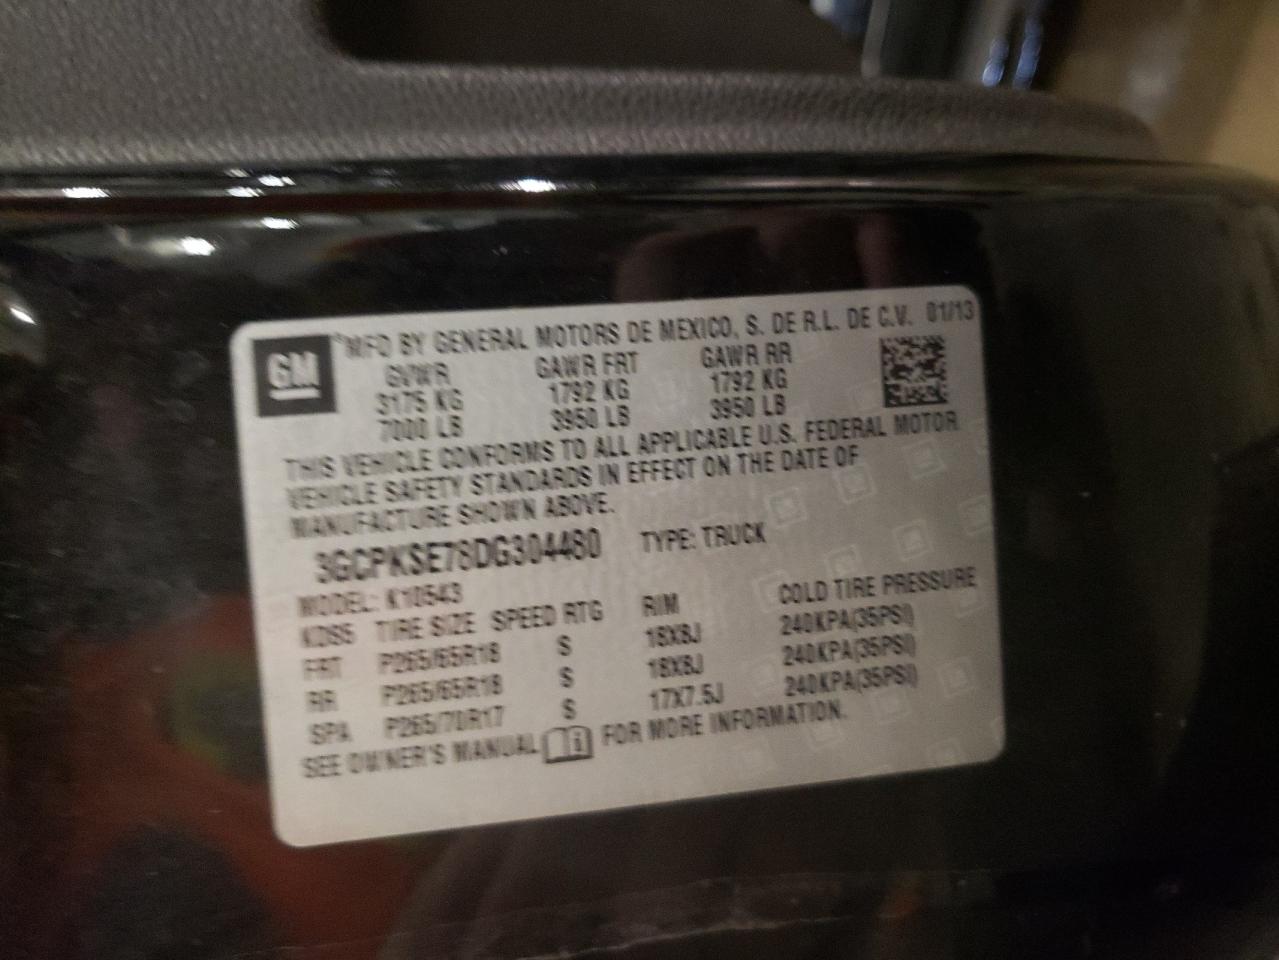 GM
MFD BY GENERAL MOTORS DE MEXICO, S. DE R.L. DE C.V. 01/13
GVWR GAWR FRT GAWR RR
3175 KG 1792 KG 1792 KG
7000 LB 3950 LB 3950 LB
THIS VEHICLE CONFORMS TO ALL APPLICABLE U.S. FEDERAL MOTOR
VEHICLE SAFETY STANDARDS IN EFFECT ON THE DATE OF
MANUFACTURE SHOWN ABOVE.
3GCPKSE78DG304480 TYPE: TRUCK
MODEL: K10543
KDS5 TIRE SIZE SPEED RTG RIM COLD TIRE PRESSURE
FRT P265/65R18 S 18X8J 240KPA(35PSI)
RR P265/65R18 S 18X8J 240KPA(35PSI)
SPA P265/70R17 S 17X7.5J 240KPA(35PSI)
SEE OWNER'S MANUAL FOR MORE INFORMATION.